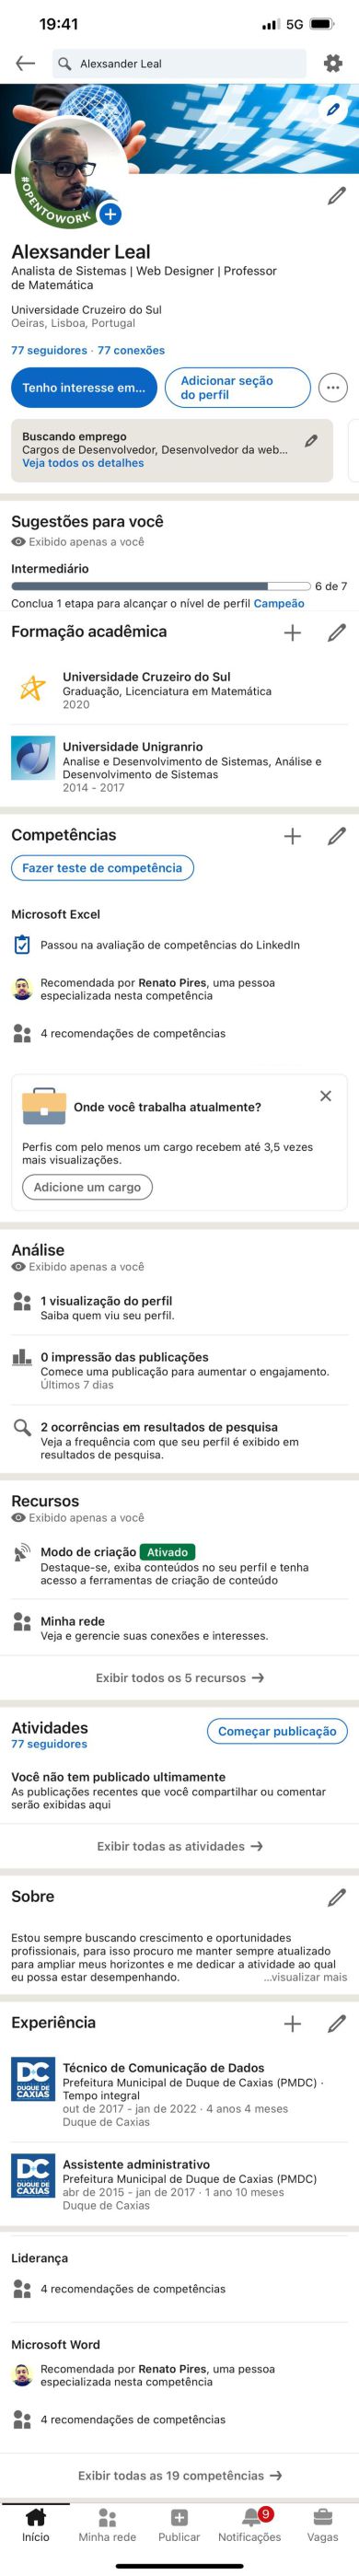 19:41
5G
Alexsander Leal
#OPENTOWORK
Alexsander Leal
Analista de Sistemas | Web Designer | Professor
de Matemática
Universidade Cruzeiro do Sul
Oeiras, Lisboa, Portugal
77 seguidores · 77 conexões
Tenho interesse em...
Adicionar seção
do perfil
Buscando emprego
Cargos de Desenvolvedor, Desenvolvedor da web...
Veja todos os detalhes
Sugestões para você
Exibido apenas a você
Intermediário
6 de 7
Conclua 1 etapa para alcançar o nível de perfil Campeão
Formação acadêmica
Universidade Cruzeiro do Sul
Graduação, Licenciatura em Matemática
2020
Universidade Unigranrio
Analise e Desenvolvimento de Sistemas, Análise e
Desenvolvimento de Sistemas
2014 - 2017
Competências
Fazer teste de competência
Microsoft Excel
Passou na avaliação de competências do LinkedIn
Recomendada por Renato Pires, uma pessoa
especializada nesta competência
4 recomendações de competências
Onde você trabalha atualmente?
Perfis com pelo menos um cargo recebem até 3,5 vezes
mais visualizações.
Adicione um cargo
Análise
Exibido apenas a você
1 visualização do perfil
Saiba quem viu seu perfil.
0 impressão das publicações
Comece uma publicação para aumentar o engajamento.
Últimos 7 dias
2 ocorrências em resultados de pesquisa
Veja a frequência com que seu perfil é exibido em
resultados de pesquisa.
Recursos
Exibido apenas a você
Modo de criação Ativado
Destaque-se, exiba conteúdos no seu perfil e tenha
acesso a ferramentas de criação de conteúdo
Minha rede
Veja e gerencie suas conexões e interesses.
Exibir todos os 5 recursos →
Atividades
77 seguidores
Começar publicação
Você não tem publicado ultimamente
As publicações recentes que você compartilhar ou comentar
serão exibidas aqui
Exibir todas as atividades →
Sobre
Estou sempre buscando crescimento e oportunidades
profissionais, para isso procuro me manter sempre atualizado
para ampliar meus horizontes e me dedicar a atividade ao qual
eu possa estar desempenhando. ...visualizar mais
Experiência
DC
DUQUE DE
CAXIAS
Técnico de Comunicação de Dados
Prefeitura Municipal de Duque de Caxias (PMDC) ·
Tempo integral
out de 2017 - jan de 2022 · 4 anos 4 meses
Duque de Caxias
DC
DUQUE DE
CAXIAS
Assistente administrativo
Prefeitura Municipal de Duque de Caxias (PMDC)
abr de 2015 - jan de 2017 · 1 ano 10 meses
Duque de Caxias
Liderança
4 recomendações de competências
Microsoft Word
Recomendada por Renato Pires, uma pessoa
especializada nesta competência
4 recomendações de competências
Exibir todas as 19 competências →
9
Início Minha rede Publicar Notificações Vagas